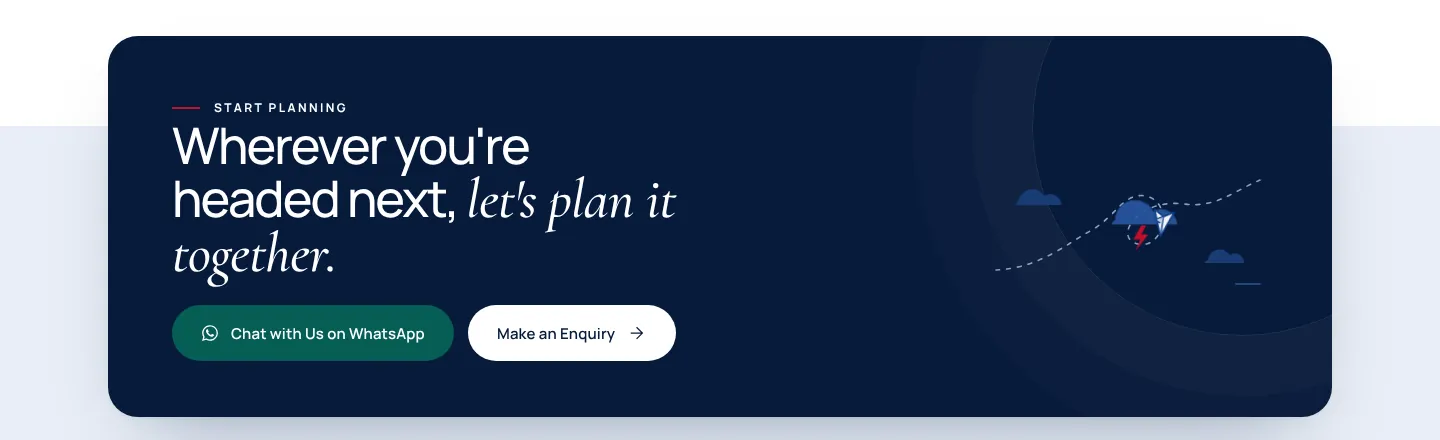 START PLANNING
Wherever you're
headed next, let's plan it
together.
Chat with Us on WhatsApp
Make an Enquiry